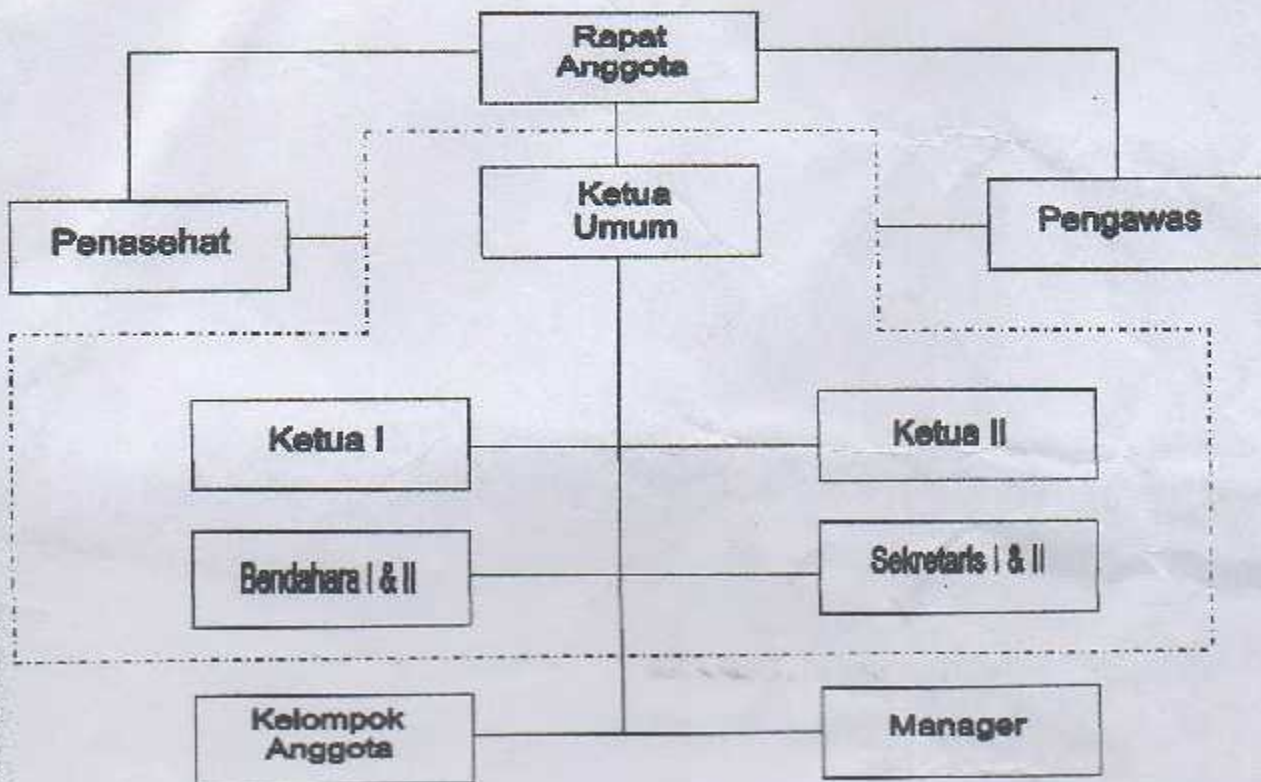 Rapat
Anggota
Ketua
Umum
Penasehat
Pengawas
Ketua I
Ketua II
Bendahara I & II
Sekretaris I & II
Kelompok
Anggota
Manager